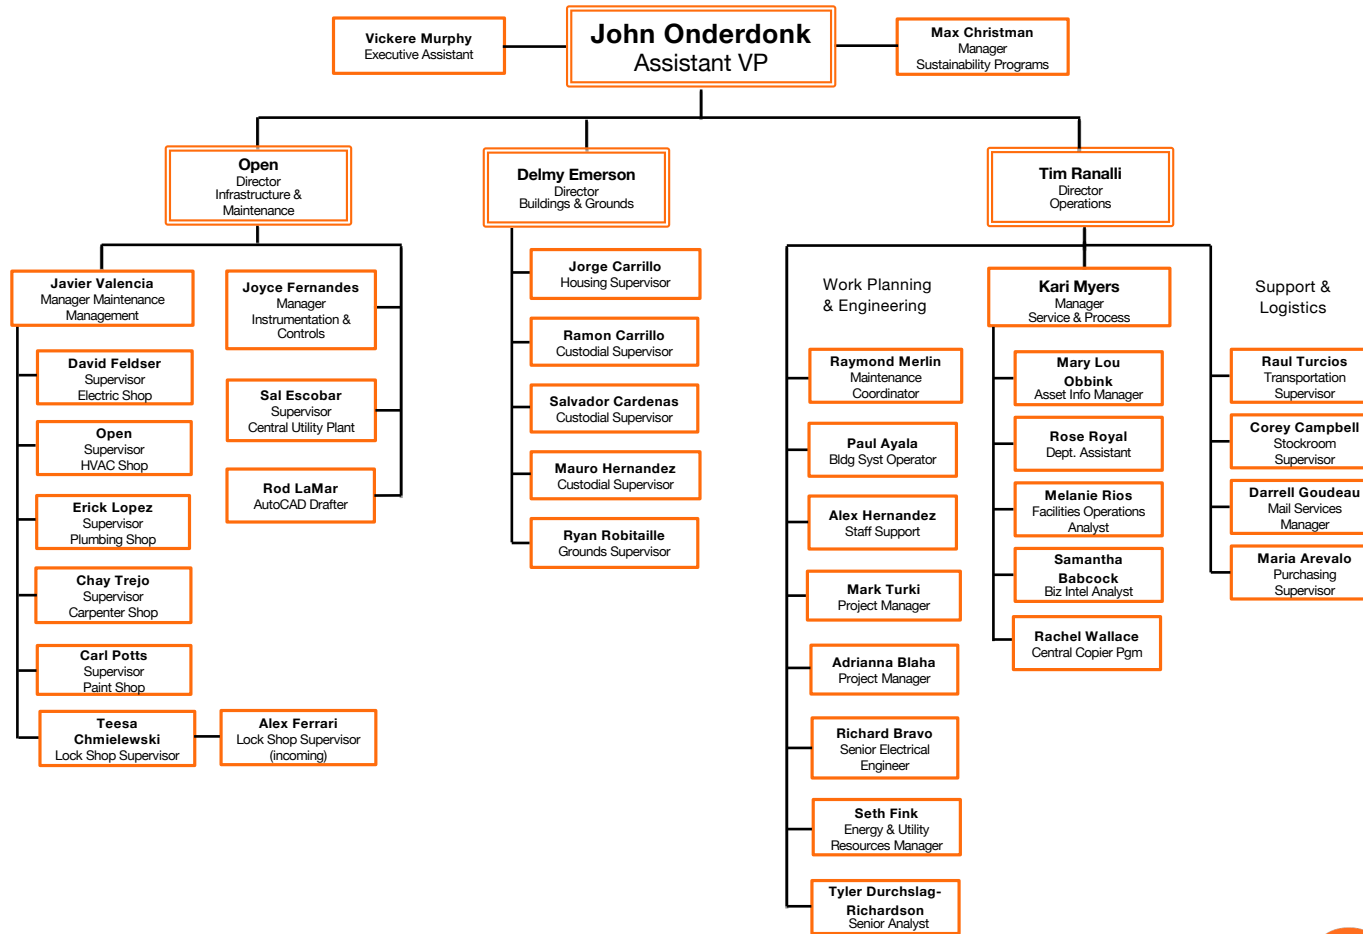 Vickere Murphy
Executive Assistant
John Onderdonk
Assistant VP
Max Christman
Manager
Sustainability Programs
Open
Director
Infrastructure &
Maintenance
Delmy Emerson
Director
Buildings & Grounds
Tim Ranalli
Director
Operations
Javier Valencia
Manager Maintenance
Management
David Feldser
Supervisor
Electric Shop
Open
Supervisor
HVAC Shop
Erick Lopez
Supervisor
Plumbing Shop
Chay Trejo
Supervisor
Carpenter Shop
Carl Potts
Supervisor
Paint Shop
Teesa
Chmielewski
Lock Shop Supervisor
Alex Ferrari
Lock Shop Supervisor
(incoming)
Joyce Fernandes
Manager
Instrumentation &
Controls
Sal Escobar
Supervisor
Central Utility Plant
Rod LaMar
AutoCAD Drafter
Jorge Carrillo
Housing Supervisor
Ramon Carrillo
Custodial Supervisor
Salvador Cardenas
Custodial Supervisor
Mauro Hernandez
Custodial Supervisor
Ryan Robitaille
Grounds Supervisor
Work Planning
& Engineering
Raymond Merlin
Maintenance
Coordinator
Paul Ayala
Bldg Syst Operator
Alex Hernandez
Staff Support
Mark Turki
Project Manager
Adrianna Blaha
Project Manager
Richard Bravo
Senior Electrical
Engineer
Seth Fink
Energy & Utility
Resources Manager
Tyler Durchslag-
Richardson
Senior Analyst
Kari Myers
Manager
Service & Process
Mary Lou
Obbink
Asset Info Manager
Rose Royal
Dept. Assistant
Melanie Rios
Facilities Operations
Analyst
Samantha
Babcock
Biz Intel Analyst
Rachel Wallace
Central Copier Pgm
Support &
Logistics
Raul Turcios
Transportation
Supervisor
Corey Campbell
Stockroom
Supervisor
Darrell Goudeau
Mail Services
Manager
Maria Arevalo
Purchasing
Supervisor